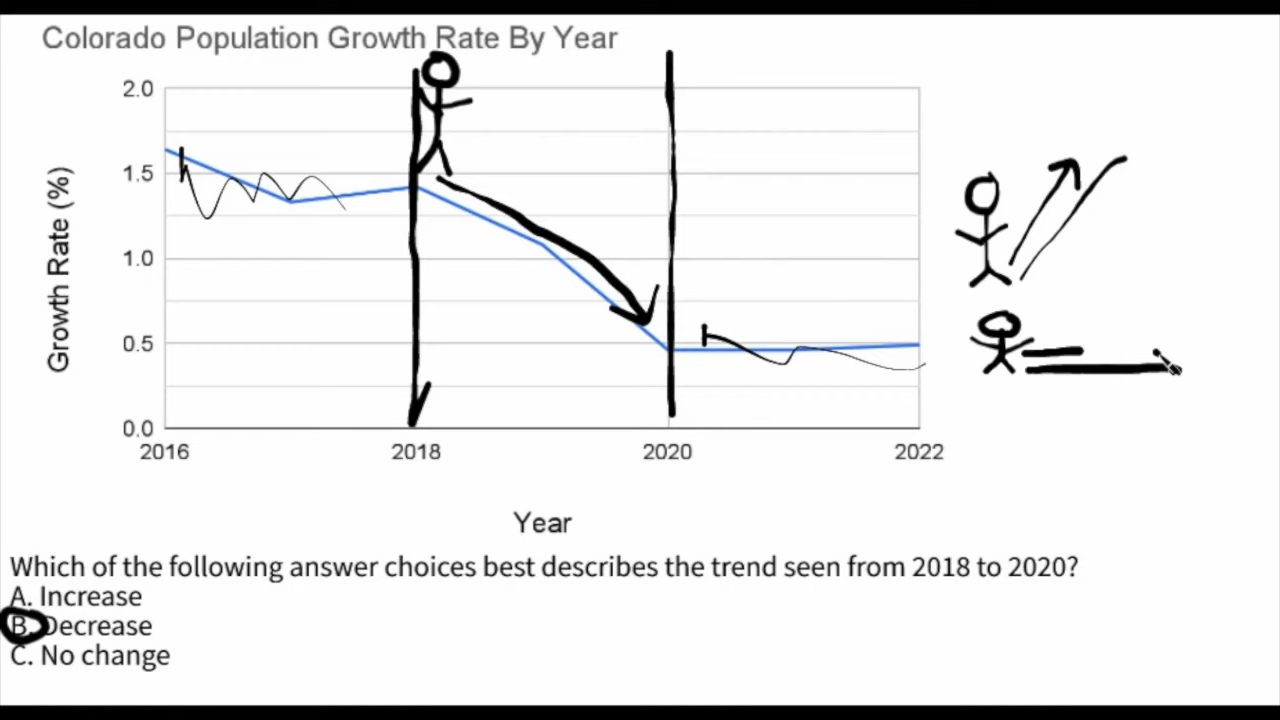 Colorado Population Growth Rate By Year
Growth Rate (%)
2.0
1.5
1.0
0.5
0.0
2016 2018 2020 2022
Year
Which of the following answer choices best describes the trend seen from 2018 to 2020?
A. Increase
B. Decrease
C. No change